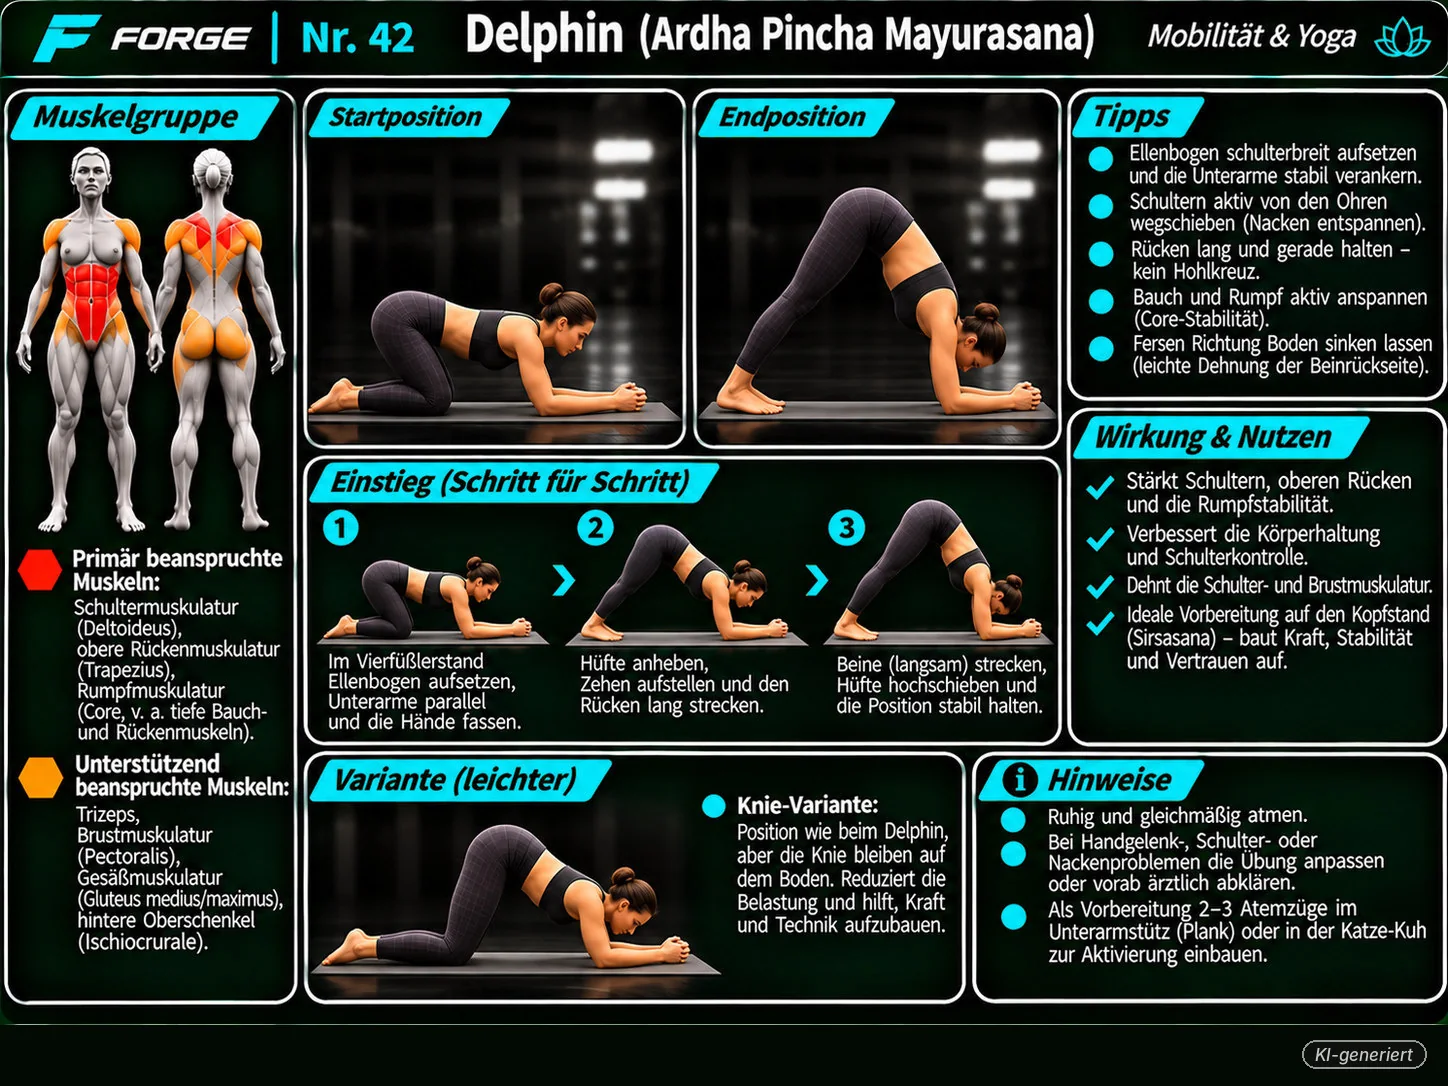 FORGE
Nr. 42
Delphin (Ardha Pincha Mayurasana)
Mobilität & Yoga
Muskelgruppe
Primär beanspruchte
Muskeln:
Schultermuskulatur
(Deltoideus),
obere Rückenmuskulatur
(Trapezius),
Rumpfmuskulatur
(Core, v. a. tiefe Bauch-
und Rückenmuskeln).
Unterstützend
beanspruchte Muskeln:
Trizeps,
Brustmuskulatur
(Pectoralis),
Gesäßmuskulatur
(Gluteus medius/maximus),
hintere Oberschenkel
(Ischiocrurale).
Startposition
Endposition
Einstieg (Schritt für Schritt)
1
Im Vierfüßlerstand
Ellenbogen aufsetzen,
Unterarme parallel
und die Hände fassen.
2
Hüfte anheben,
Zehen aufstellen und den
Rücken lang strecken.
3
Beine (langsam) strecken,
Hüfte hochschieben und
die Position stabil halten.
Variante (leichter)
Knie-Variante:
Position wie beim Delphin,
aber die Knie bleiben auf
dem Boden. Reduziert die
Belastung und hilft, Kraft
und Technik aufzubauen.
Tipps
Ellenbogen schulterbreit aufsetzen
und die Unterarme stabil verankern.
Schultern aktiv von den Ohren
wegschieben (Nacken entspannen).
Rücken lang und gerade halten –
kein Hohlkreuz.
Bauch und Rumpf aktiv anspannen
(Core-Stabilität).
Fersen Richtung Boden sinken lassen
(leichte Dehnung der Beinrückseite).
Wirkung & Nutzen
Stärkt Schultern, oberen Rücken
und die Rumpfstabilität.
Verbessert die Körperhaltung
und Schulterkontrolle.
Dehnt die Schulter- und Brustmuskulatur.
Ideale Vorbereitung auf den Kopfstand
(Sirsasana) – baut Kraft, Stabilität
und Vertrauen auf.
i Hinweise
Ruhig und gleichmäßig atmen.
Bei Handgelenk-, Schulter- oder
Nackenproblemen die Übung anpassen
oder vorab ärztlich abklären.
Als Vorbereitung 2–3 Atemzüge im
Unterarmstütz (Plank) oder in der Katze-Kuh
zur Aktivierung einbauen.
KI-generiert